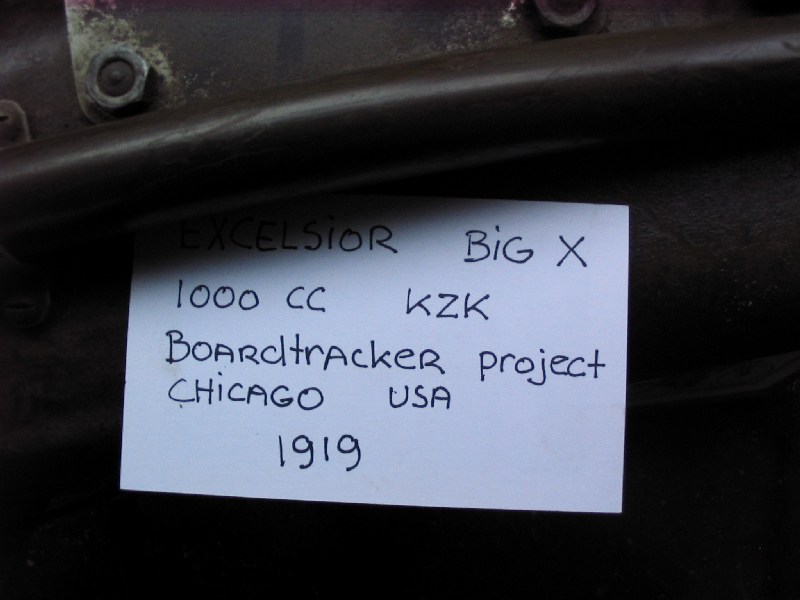 EXCELSiOR BiG X
1000 CC KZK
BOARdtrACKER project
CHiCAGO USA
1919